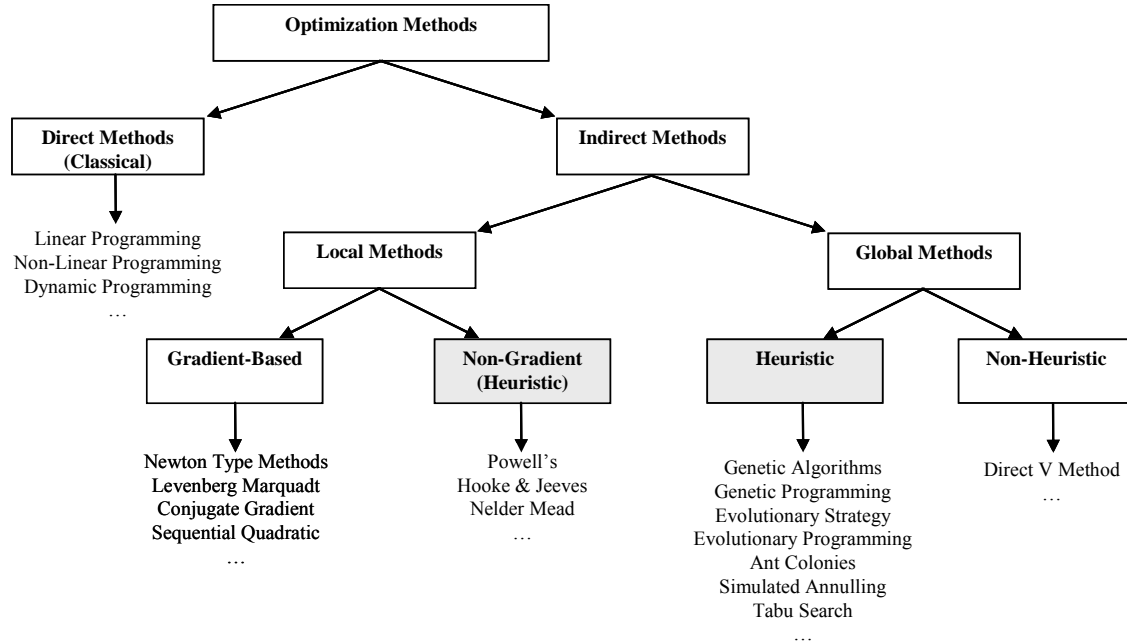 Optimization Methods
Direct Methods
(Classical)
Indirect Methods
Linear Programming
Non-Linear Programming
Dynamic Programming
…
Local Methods
Global Methods
Gradient-Based
Non-Gradient
(Heuristic)
Heuristic
Non-Heuristic
Newton Type Methods
Levenberg Marquadt
Conjugate Gradient
Sequential Quadratic
…
Powell's
Hooke & Jeeves
Nelder Mead
…
Genetic Algorithms
Genetic Programming
Evolutionary Strategy
Evolutionary Programming
Ant Colonies
Simulated Annulling
Tabu Search
…
Direct V Method
…